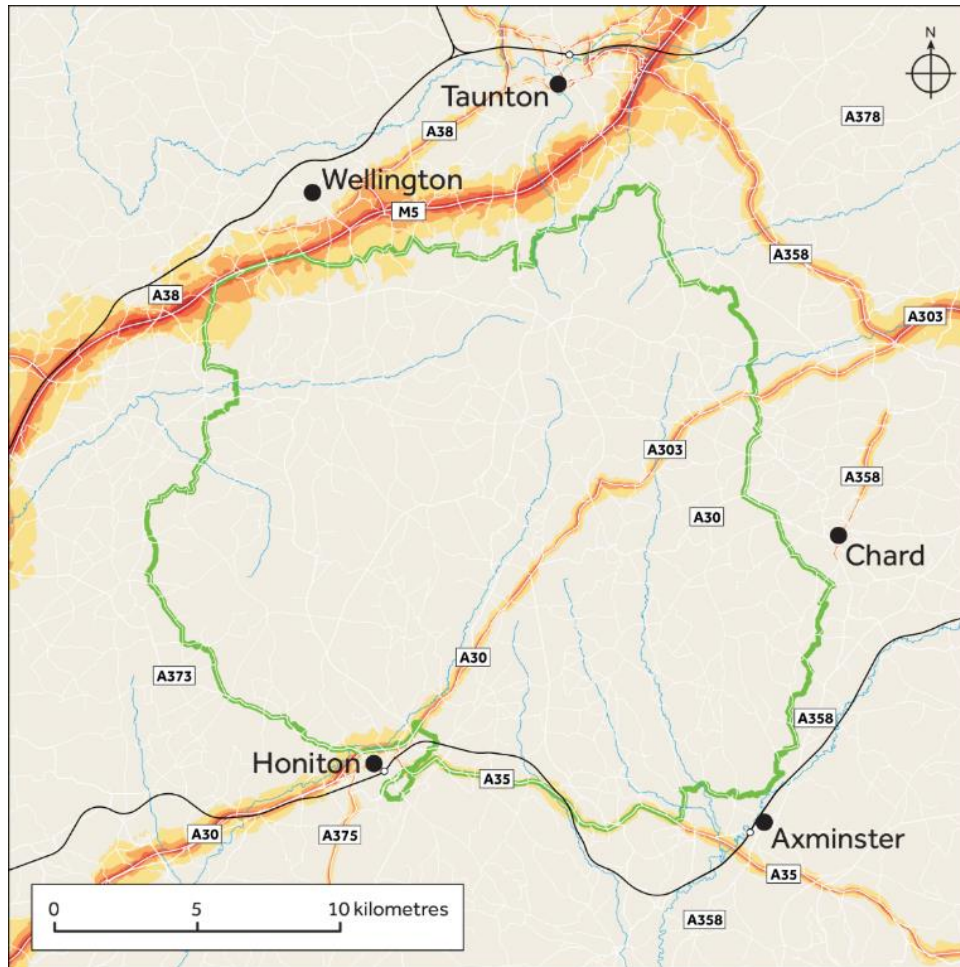 N
Taunton
A378
A38
Wellington
M5
A358
A38
A303
A303
A358
A30
Chard
A30
A373
A358
Honiton
A35
A30
A375
Axminster
A35
0 5 10 kilometres
A358